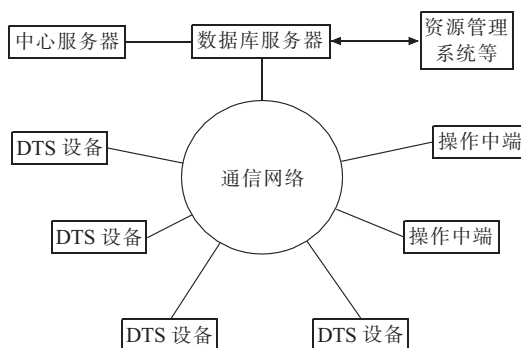 中心服务器
数据库服务器
资源管理
系统等
DTS 设备
操作中端
通信网络
DTS 设备
操作中端
DTS 设备
DTS 设备